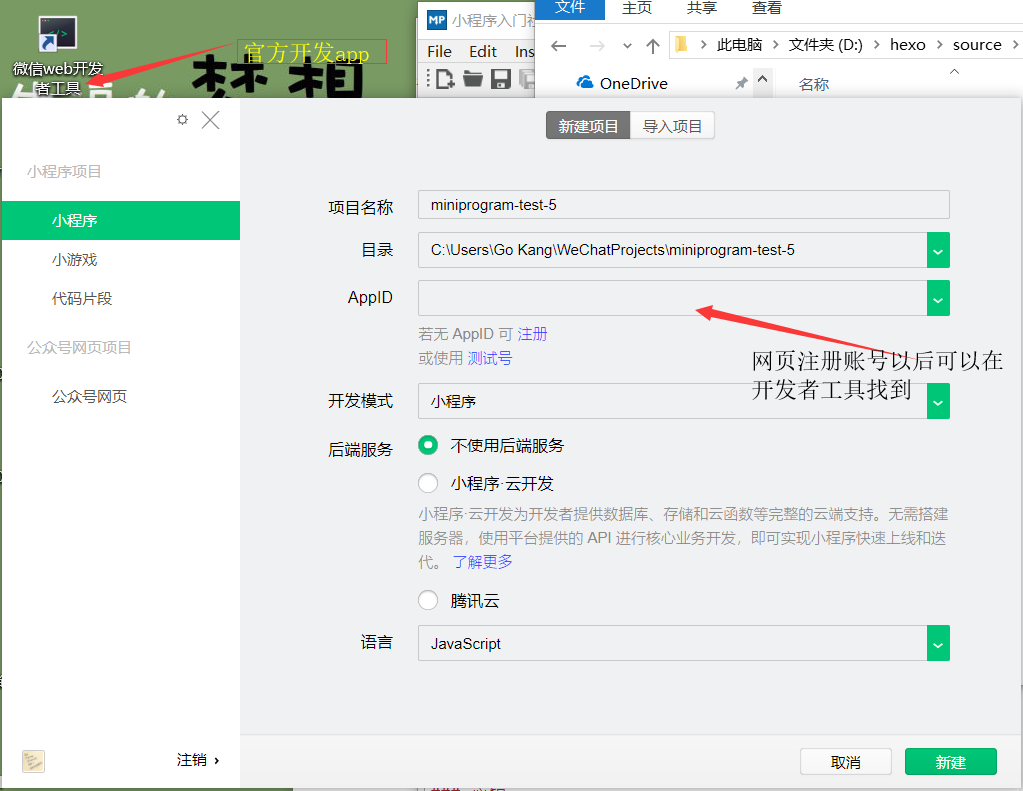 文件 主页 共享 查看
MP 小程序入门
官方开发app
此电脑 文件夹 (D:) hexo source
微信web开发
者工具
File Edit Ins
OneDrive 名称
梦想
新建项目 导入项目
小程序项目
小程序
小游戏
代码片段
公众号网页项目
公众号网页
注销
项目名称 miniprogram-test-5
目录 C:\Users\Go Kang\WeChatProjects\miniprogram-test-5
AppID
若无 AppID 可 注册
或使用 测试号
网页注册账号以后可以在
开发者工具找到
开发模式 小程序
后端服务 不使用后端服务
小程序·云开发
小程序·云开发为开发者提供数据库、存储和云函数等完整的云端支持。无需搭建
服务器，使用平台提供的 API 进行核心业务开发，即可实现小程序快速上线和迭
代。 了解更多
腾讯云
语言 JavaScript
取消 新建